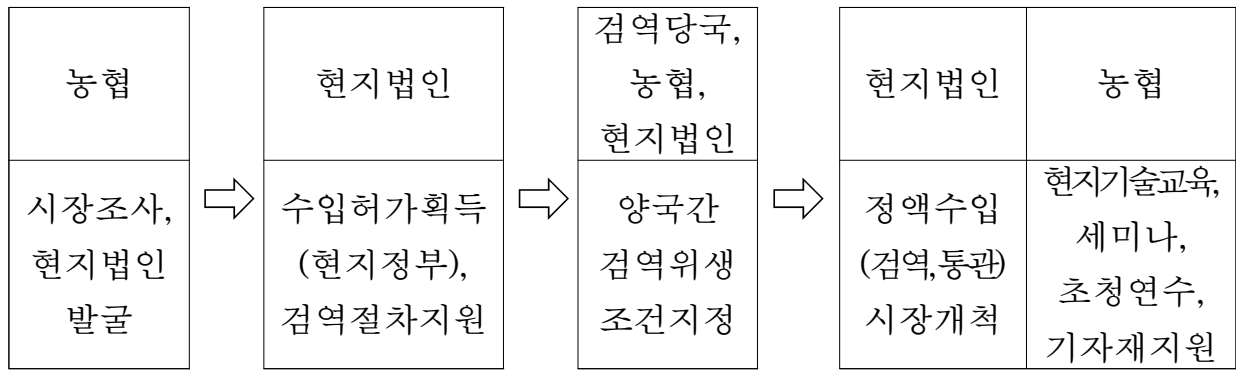 농협
시장조사,
현지법인
발굴
현지법인
수입허가획득
(현지정부),
검역절차지원
검역당국,
농협,
현지법인
양국간
검역위생
조건지정
현지법인
정액수입
(검역,통관)
시장개척
농협
현지기술교육,
세미나,
초청연수,
기자재지원